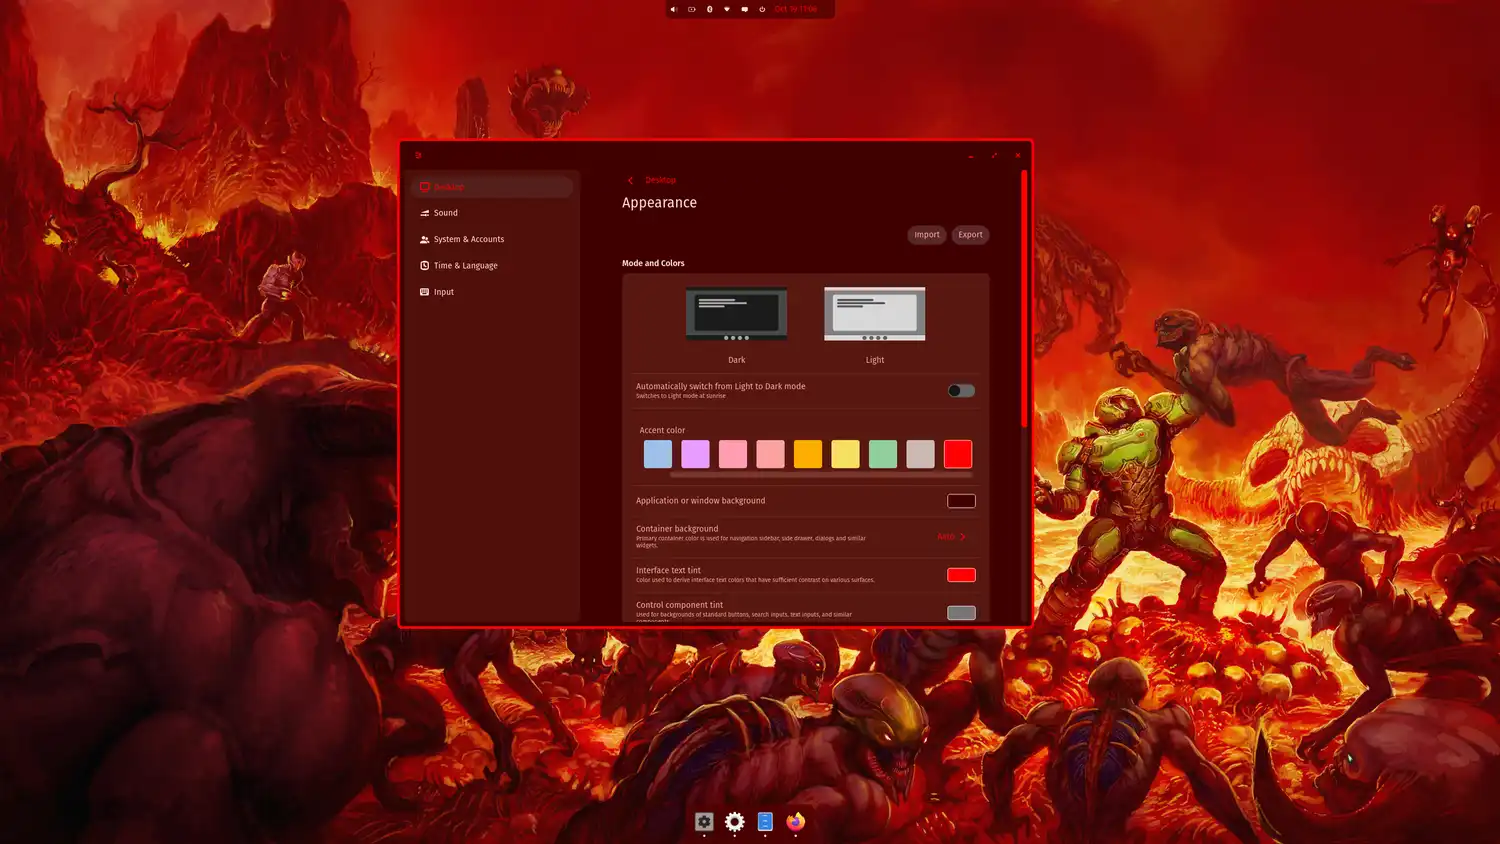 Oct 19 11:06
Desktop
Sound
System & Accounts
Time & Language
Input
Desktop
Appearance
Import
Export
Mode and Colors
Dark
Light
Automatically switch from Light to Dark mode
Switches to Light mode at sunrise
Accent color
Application or window background
Container background
Primary container color is used for navigation sidebar, side drawer, dialogs and similar
widgets.
Auto
Interface text tint
Color used to derive interface text colors that have sufficient contrast on various surfaces.
Control component tint
Used for backgrounds of standard buttons, search inputs, text inputs, and similar
components.